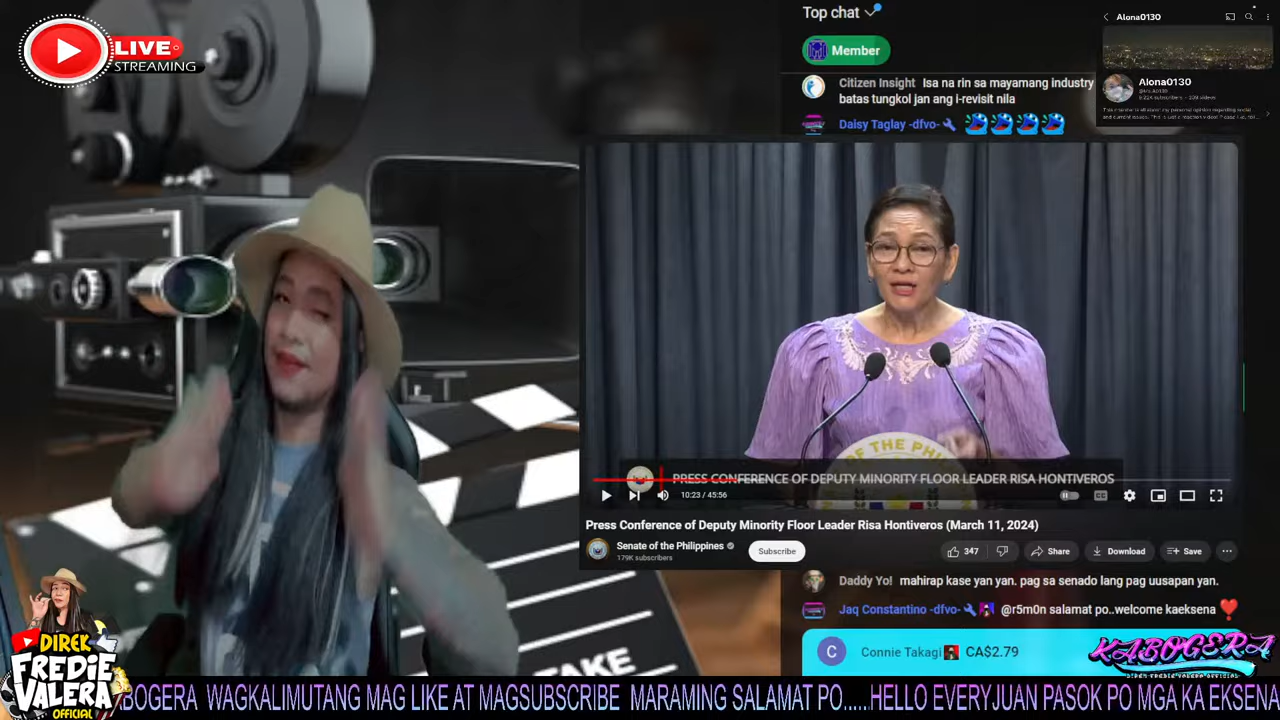 LIVE
STREAMING
Top chat
Member
Citizen Insight Isa na rin sa mayamang industry
batas tungkol jan ang i-revisit nila
Daisy Taglay -dfvo-
Alona0130
Alona0130
PRESS CONFERENCE OF DEPUTY MINORITY FLOOR LEADER RISA HONTIVEROS
10:23 / 45:56
CC
Press Conference of Deputy Minority Floor Leader Risa Hontiveros (March 11, 2024)
Senate of the Philippines
179K subscribers
Subscribe
347
Share
Download
Save
Daddy Yo! mahirap kase yan yan. pag sa senado lang pag uusapan yan.
Jaq Constantino -dfvo- @r5m0n salamat po..welcome kaeksena
C Connie Takagi CA$2.79
KABOGERA
DIREK FREDIE VALERA OFFICIAL
TAKE
DIREK
FREDIE
VALERA
OFFICIAL
BOGERA WAGKALIMUTANG MAG LIKE AT MAGSUBSCRIBE MARAMING SALAMAT PO.....HELLO EVERYJUAN PASOK PO MGA KA EKSENA